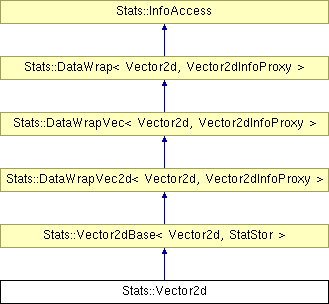 Stats::InfoAccess
Stats::DataWrap< Vector2d, Vector2dInfoProxy >
Stats::DataWrapVec< Vector2d, Vector2dInfoProxy >
Stats::DataWrapVec2d< Vector2d, Vector2dInfoProxy >
Stats::Vector2dBase< Vector2d, StatStor >
Stats::Vector2d